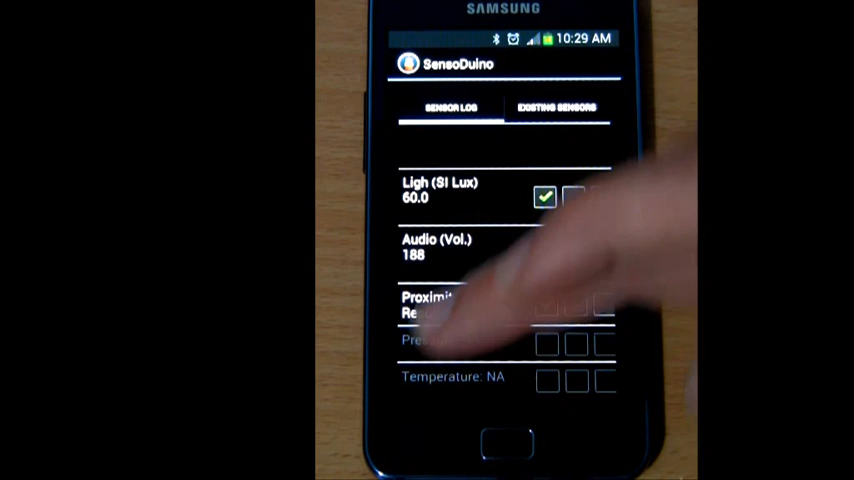 SAMSUNG
10:29 AM
SensoDuino
SENSOR LOG
EXISTING SENSORS
Ligh (SI Lux)
60.0
Audio (Vol.)
188
Temperature: NA